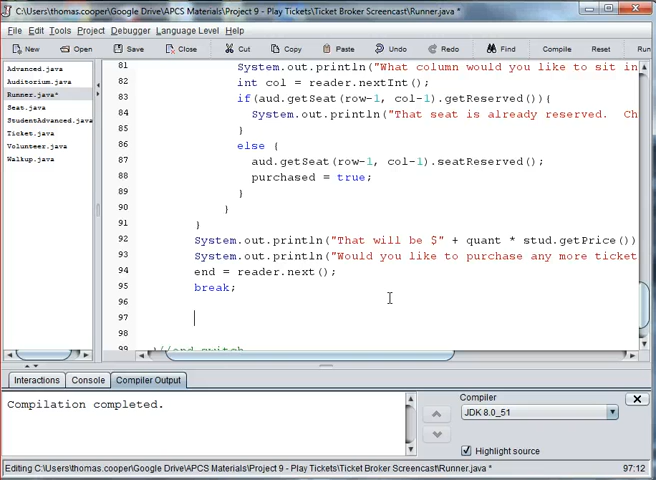 C:\Users\thomas.cooper\Google Drive\APCS Materials\Project 9 - Play Tickets\Ticket Broker Screencast\Runner.java *
File Edit Tools Project Debugger Language Level Help
New Open Save Close Cut Copy Paste Undo Redo Find Compile Reset Run
Advanced.java
Auditorium.java
Runner.java*
Seat.java
StudentAdvanced.java
Ticket.java
Volunteer.java
Walkup.java
81 System.out.println("What column would you like to sit in
82 int col = reader.nextInt();
83 if(aud.getSeat(row-1, col-1).getReserved()){
84 System.out.println("That seat is already reserved. Ch
85 }
86 else {
87 aud.getSeat(row-1, col-1).seatReserved();
88 purchased = true;
89 }
90 }
91 }
92 System.out.println("That will be $" + quant * stud.getPrice())
93 System.out.println("Would you like to purchase any more ticket
94 end = reader.next();
95 break;
96
97
98
99 }//end switch
Interactions Console Compiler Output
Compilation completed.
Compiler
JDK 8.0_51
Highlight source
Editing C:\Users\thomas.cooper\Google Drive\APCS Materials\Project 9 - Play Tickets\Ticket Broker Screencast\Runner.java * 97:12